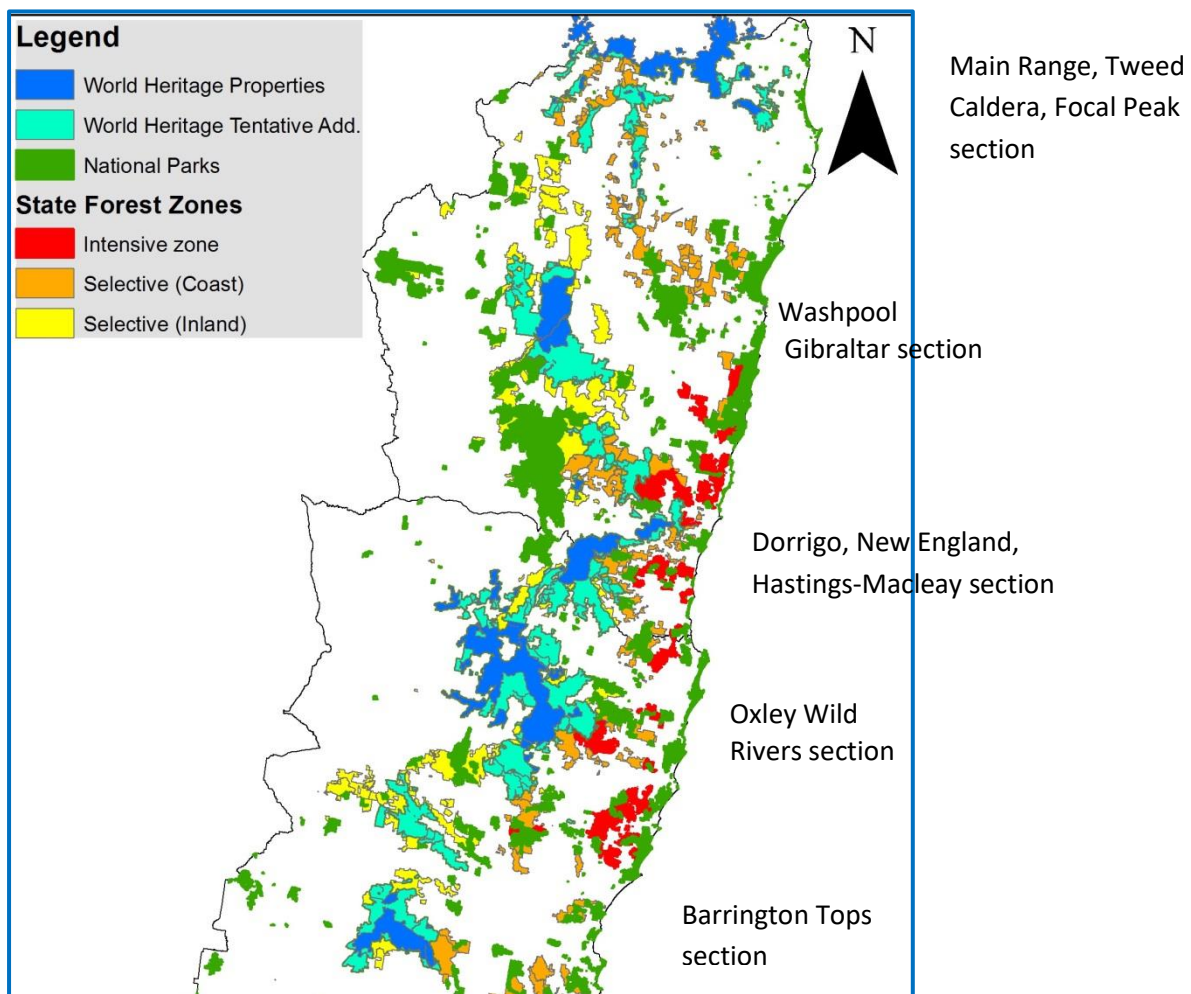 Legend
World Heritage Properties
World Heritage Tentative Add.
National Parks
State Forest Zones
Intensive zone
Selective (Coast)
Selective (Inland)
N
Main Range, Tweed
Caldera, Focal Peak
section
Washpool
Gibraltar section
Dorrigo, New England,
Hastings-Macleay section
Oxley Wild
Rivers section
Barrington Tops
section